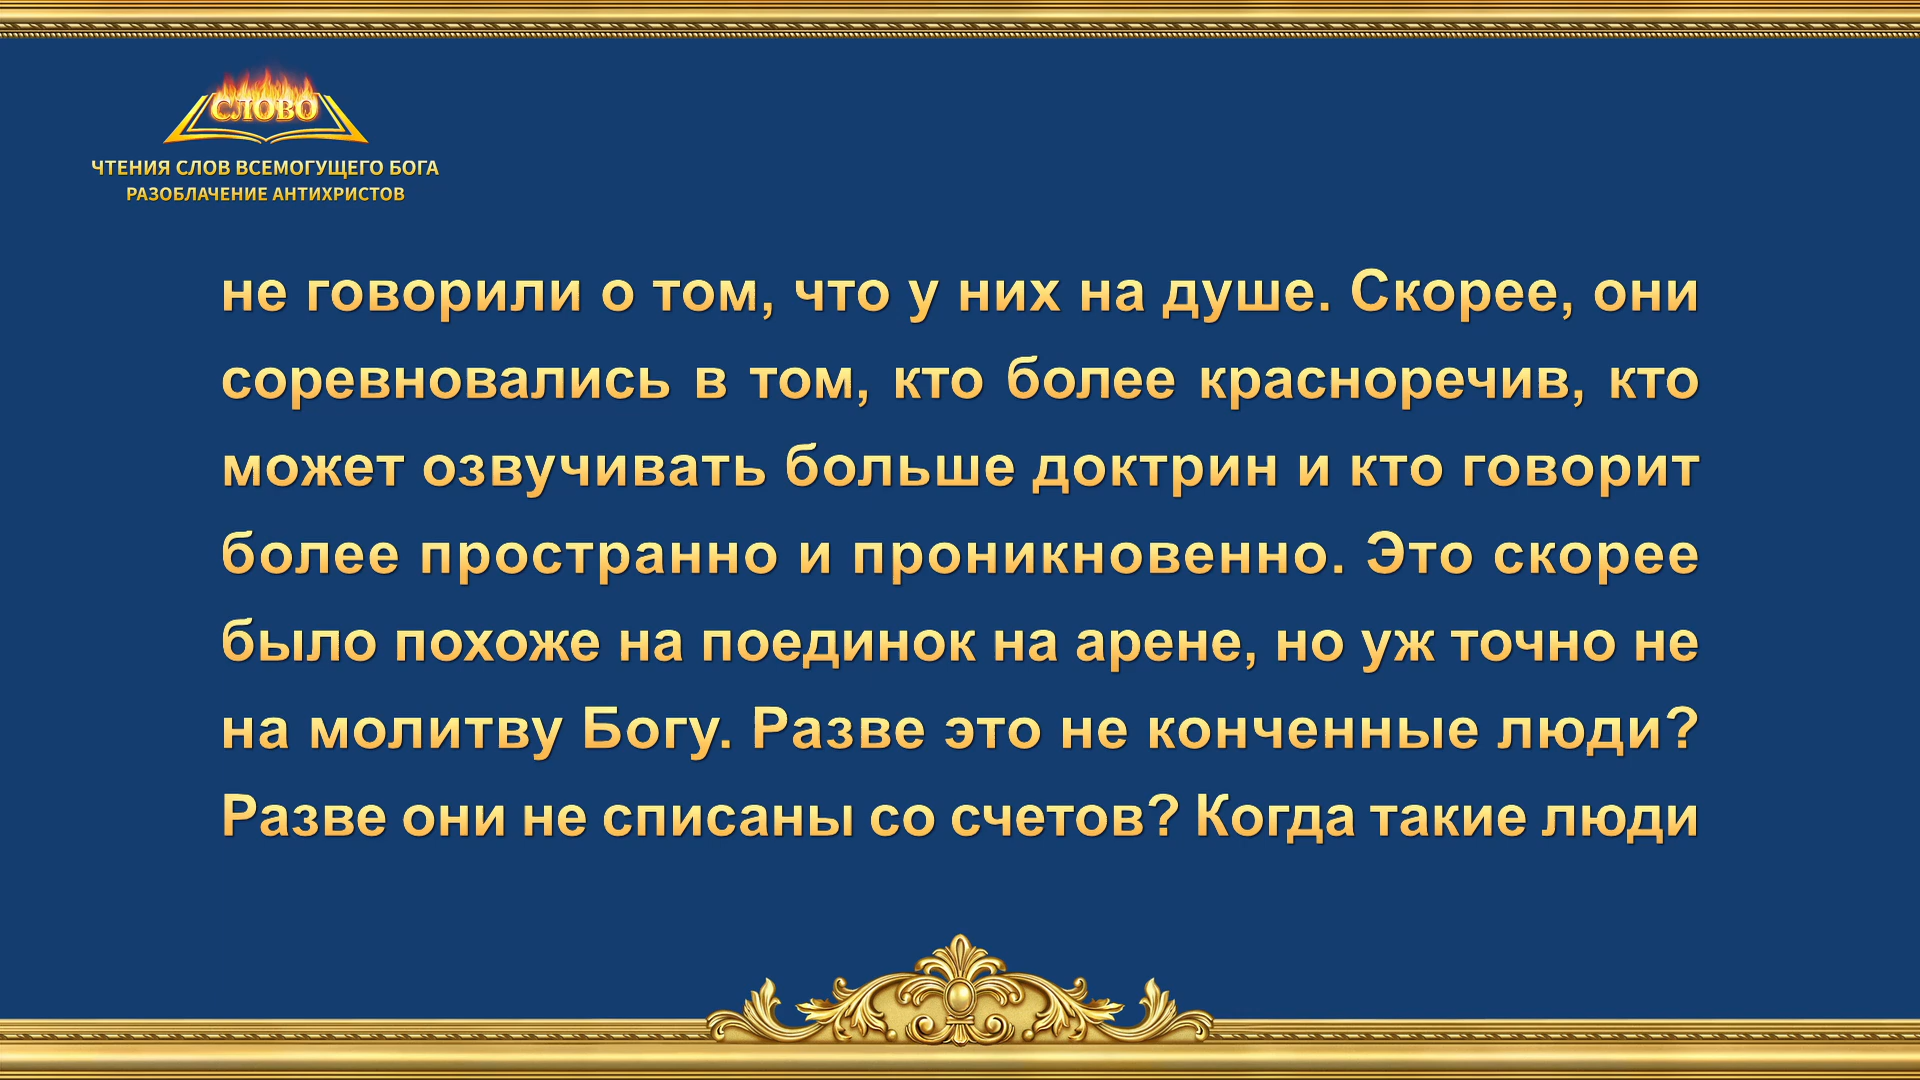 СЛОВО
ЧТЕНИЯ СЛОВ ВСЕМОГУЩЕГО БОГА
РАЗОБЛАЧЕНИЕ АНТИХРИСТОВ
не говорили о том, что у них на душе. Скорее, они
соревновались в том, кто более красноречив, кто
может озвучивать больше доктрин и кто говорит
более пространно и проникновенно. Это скорее
было похоже на поединок на арене, но уж точно не
на молитву Богу. Разве это не конченные люди?
Разве они не списаны со счетов? Когда такие люди